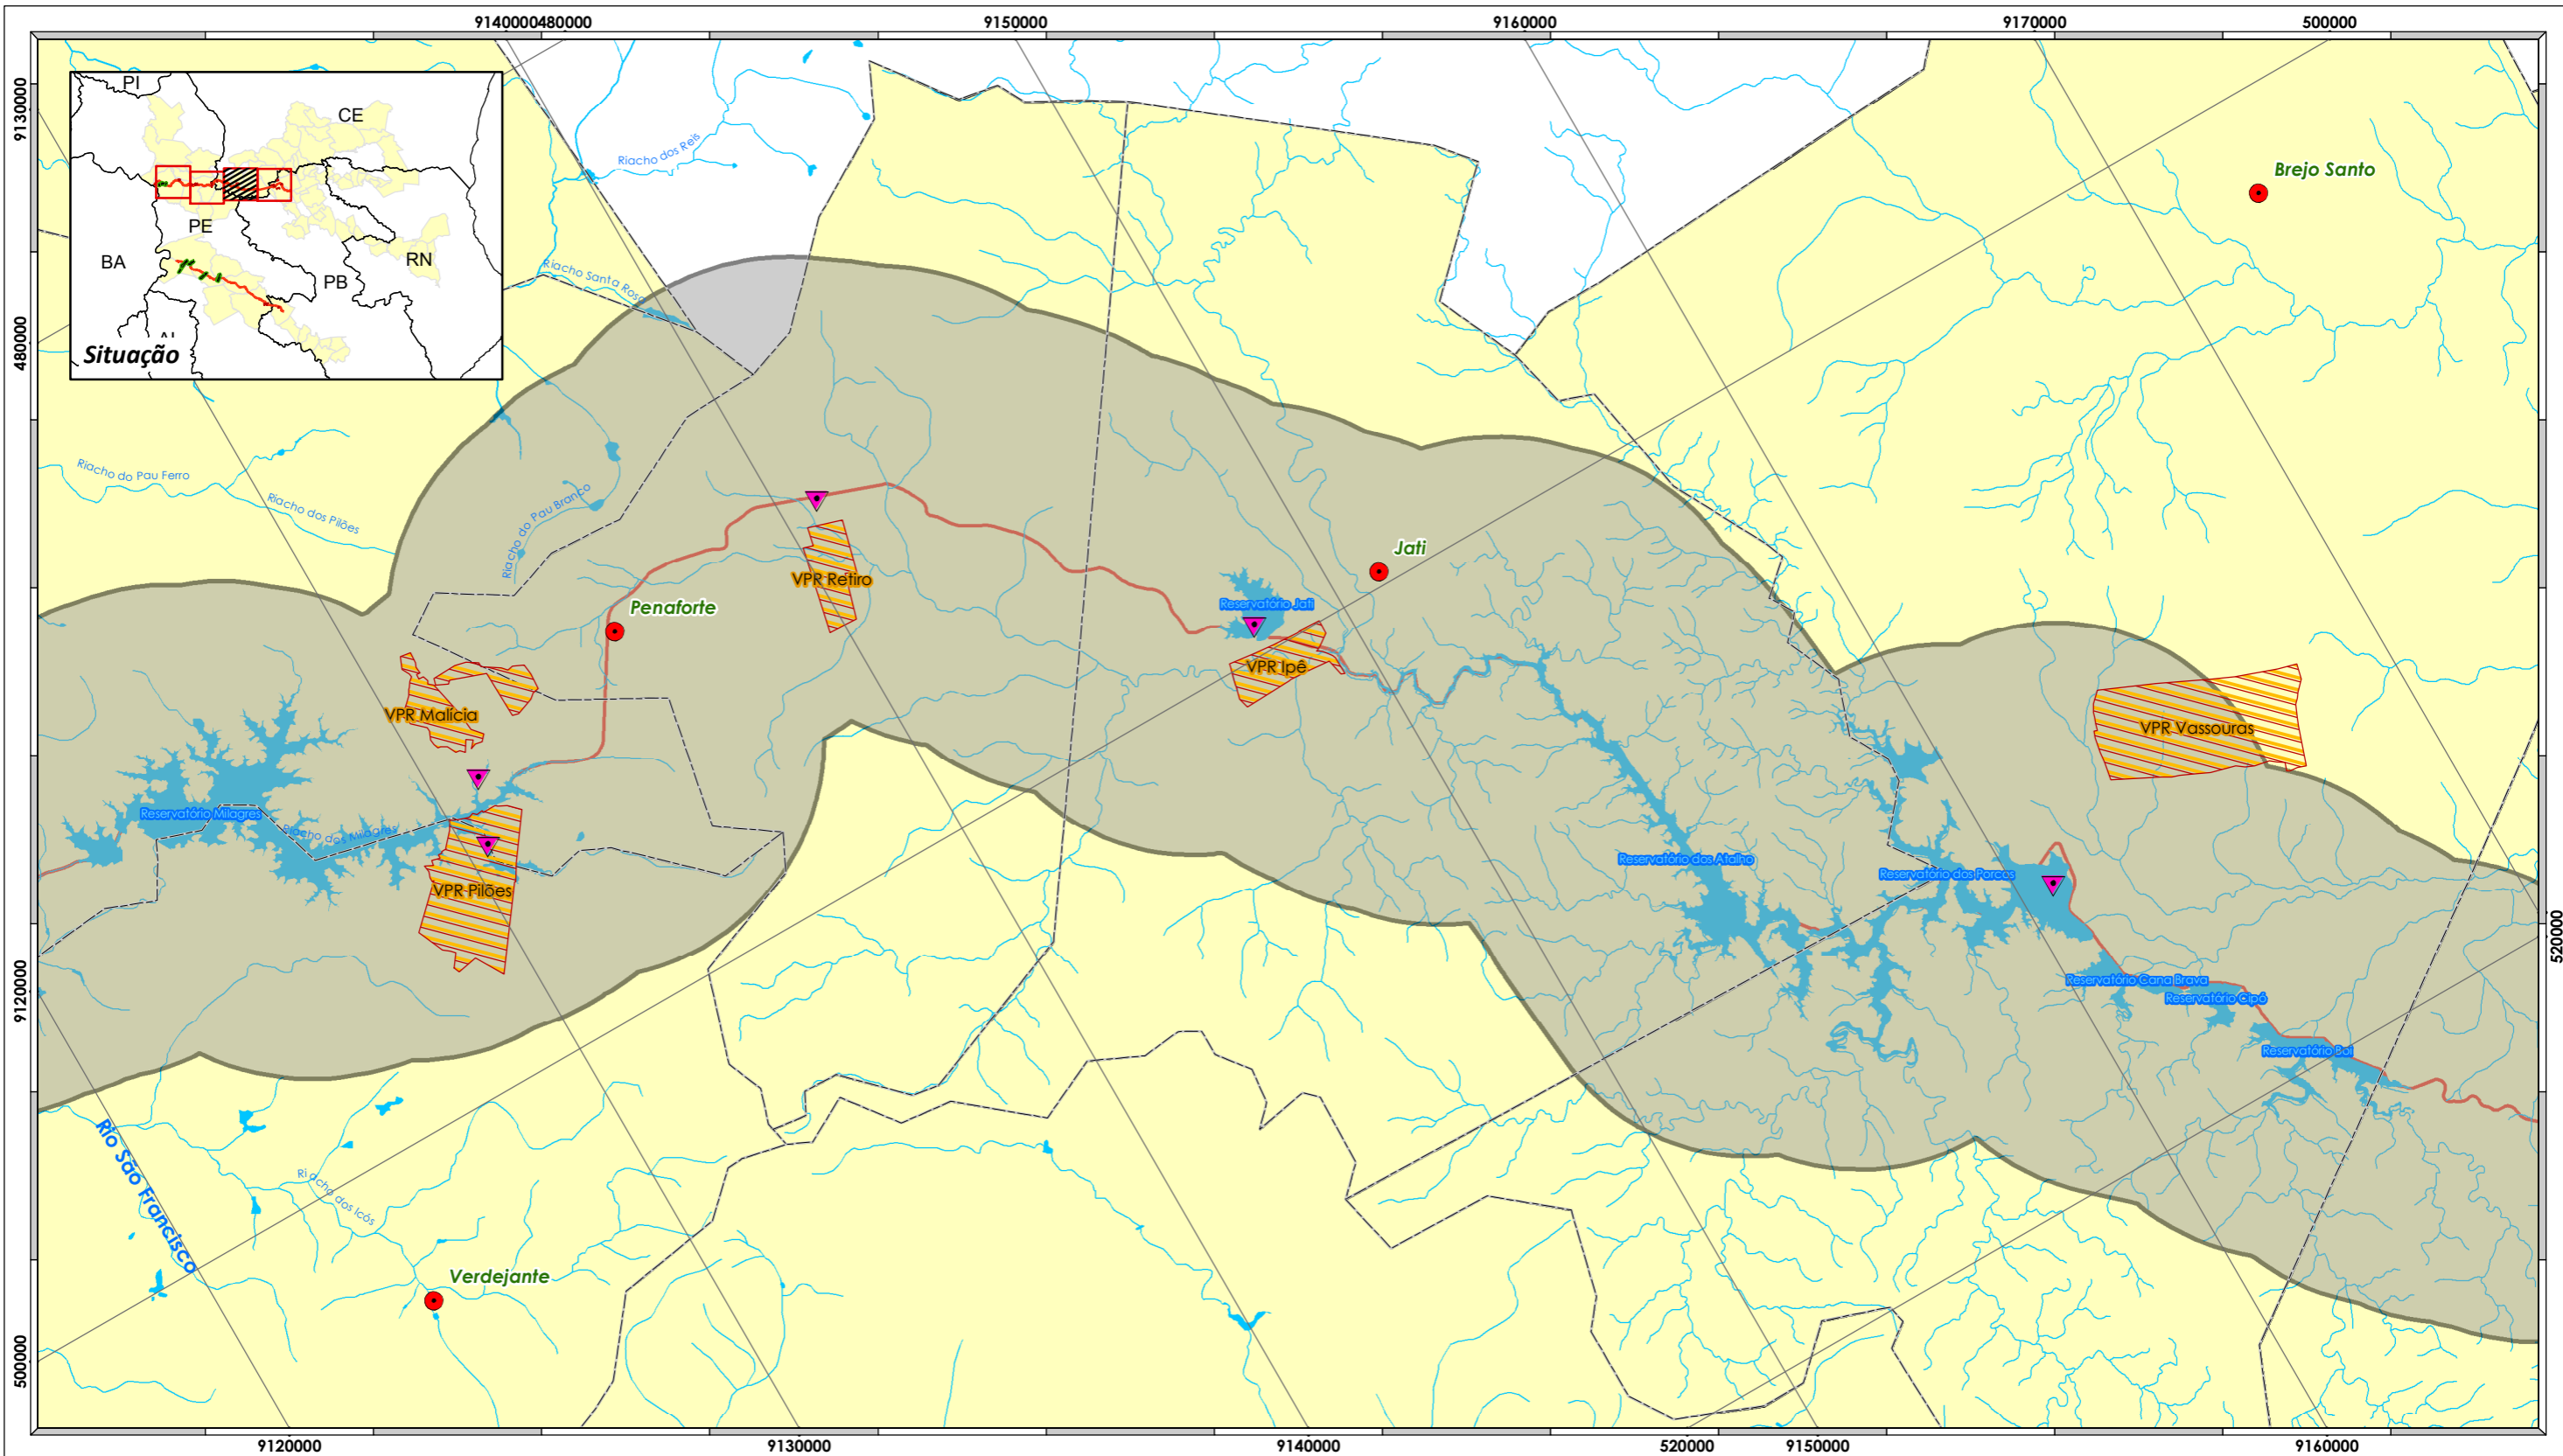 9140000480000
9150000
9160000
9170000
500000
9130000
480000
9120000
500000
520000
PI
CE
PE
BA
PB
RN
Situação
Riacho dos Reis
Riacho Santa Rosa
Brejo Santo
Riacho do Pau Ferro
Riacho dos Pilões
Riacho do Pau Branco
Jati
VPR Retiro
Penaforte
Reservatório Jati
VPR Ipê
VPR Malícia
VPR Vassouras
Reservatório Milagres
Riacho dos Milagres
VPR Pilões
Reservatório dos Atalho
Reservatório dos Porcos
Reservatório Cana Brava
Reservatório Cipó
Reservatório Boi
Rio São Francisco
Riacho dos Icós
Verdejante
9120000
9130000
9140000
520000
9150000
9160000